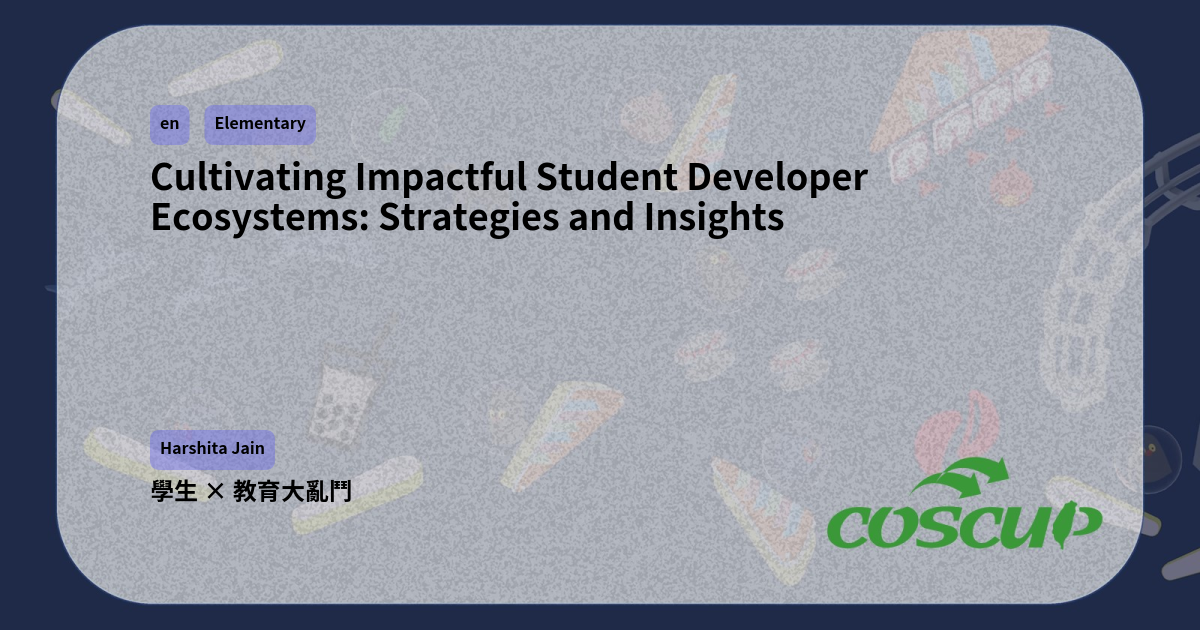 en Elementary
Cultivating Impactful Student Developer
Ecosystems: Strategies and Insights
Harshita Jain
學生 × 教育大亂鬥
COSCUP